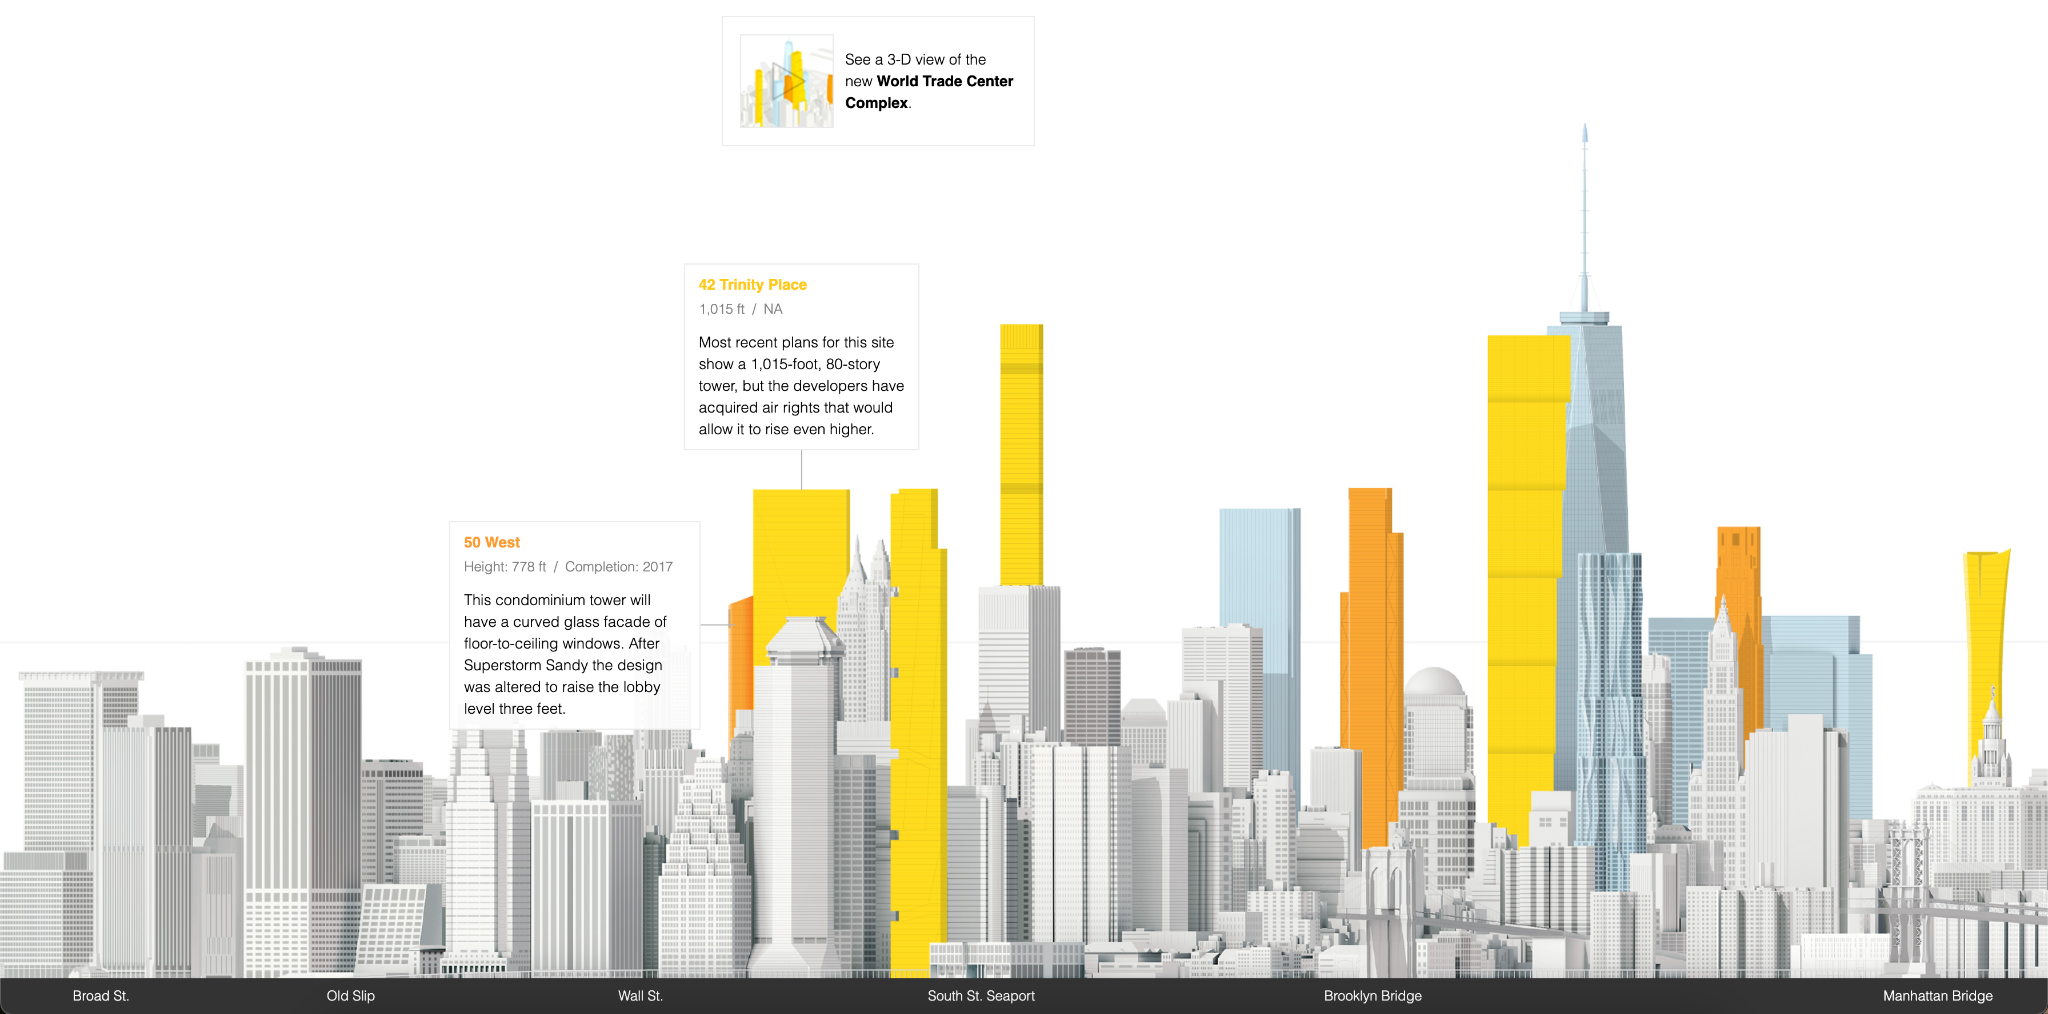 See a 3-D view of the
new World Trade Center
Complex.
42 Trinity Place
1,015 ft / NA
Most recent plans for this site
show a 1,015-foot, 80-story
tower, but the developers have
acquired air rights that would
allow it to rise even higher.
50 West
Height: 778 ft / Completion: 2017
This condominium tower will
have a curved glass facade of
floor-to-ceiling windows. After
Superstorm Sandy the design
was altered to raise the lobby
level three feet.
Broad St.
Old Slip
Wall St.
South St. Seaport
Brooklyn Bridge
Manhattan Bridge